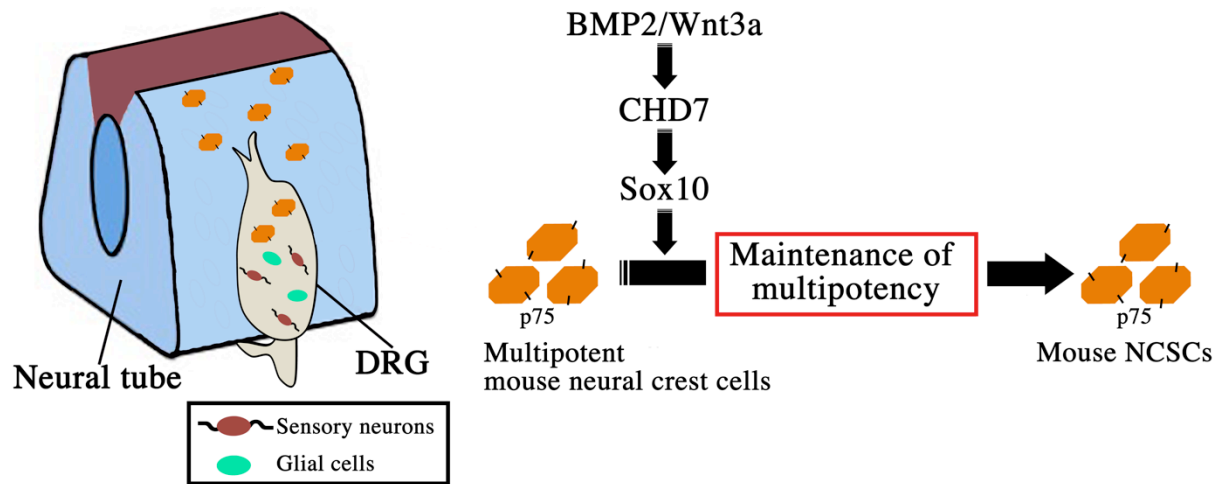 Neural tube
DRG
Sensory neurons
Glial cells
BMP2/Wnt3a
CHD7
Sox10
Maintenance of
multipotency
p75
Multipotent
mouse neural crest cells
p75
Mouse NCSCs